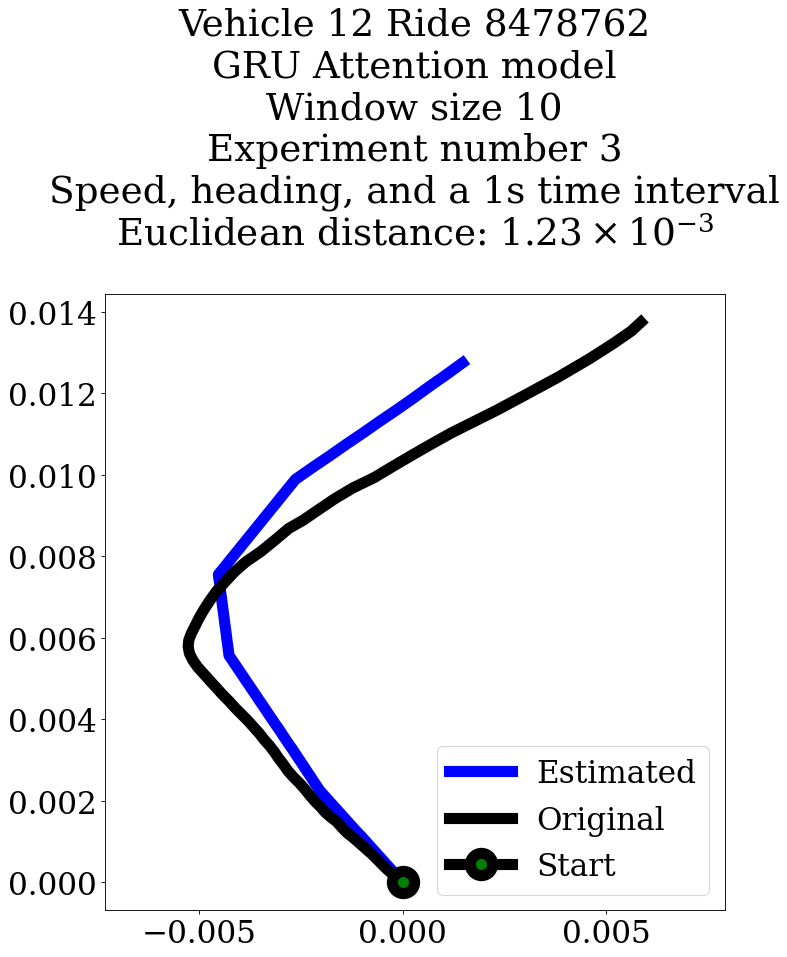 Vehicle 12 Ride 8478762
GRU Attention model
Window size 10
Experiment number 3
Speed, heading, and a 1s time interval
Euclidean distance: 1.23 × 10⁻³
0.014
0.012
0.010
0.008
0.006
0.004
0.002
0.000
Estimated
Original
Start
−0.005
0.000
0.005